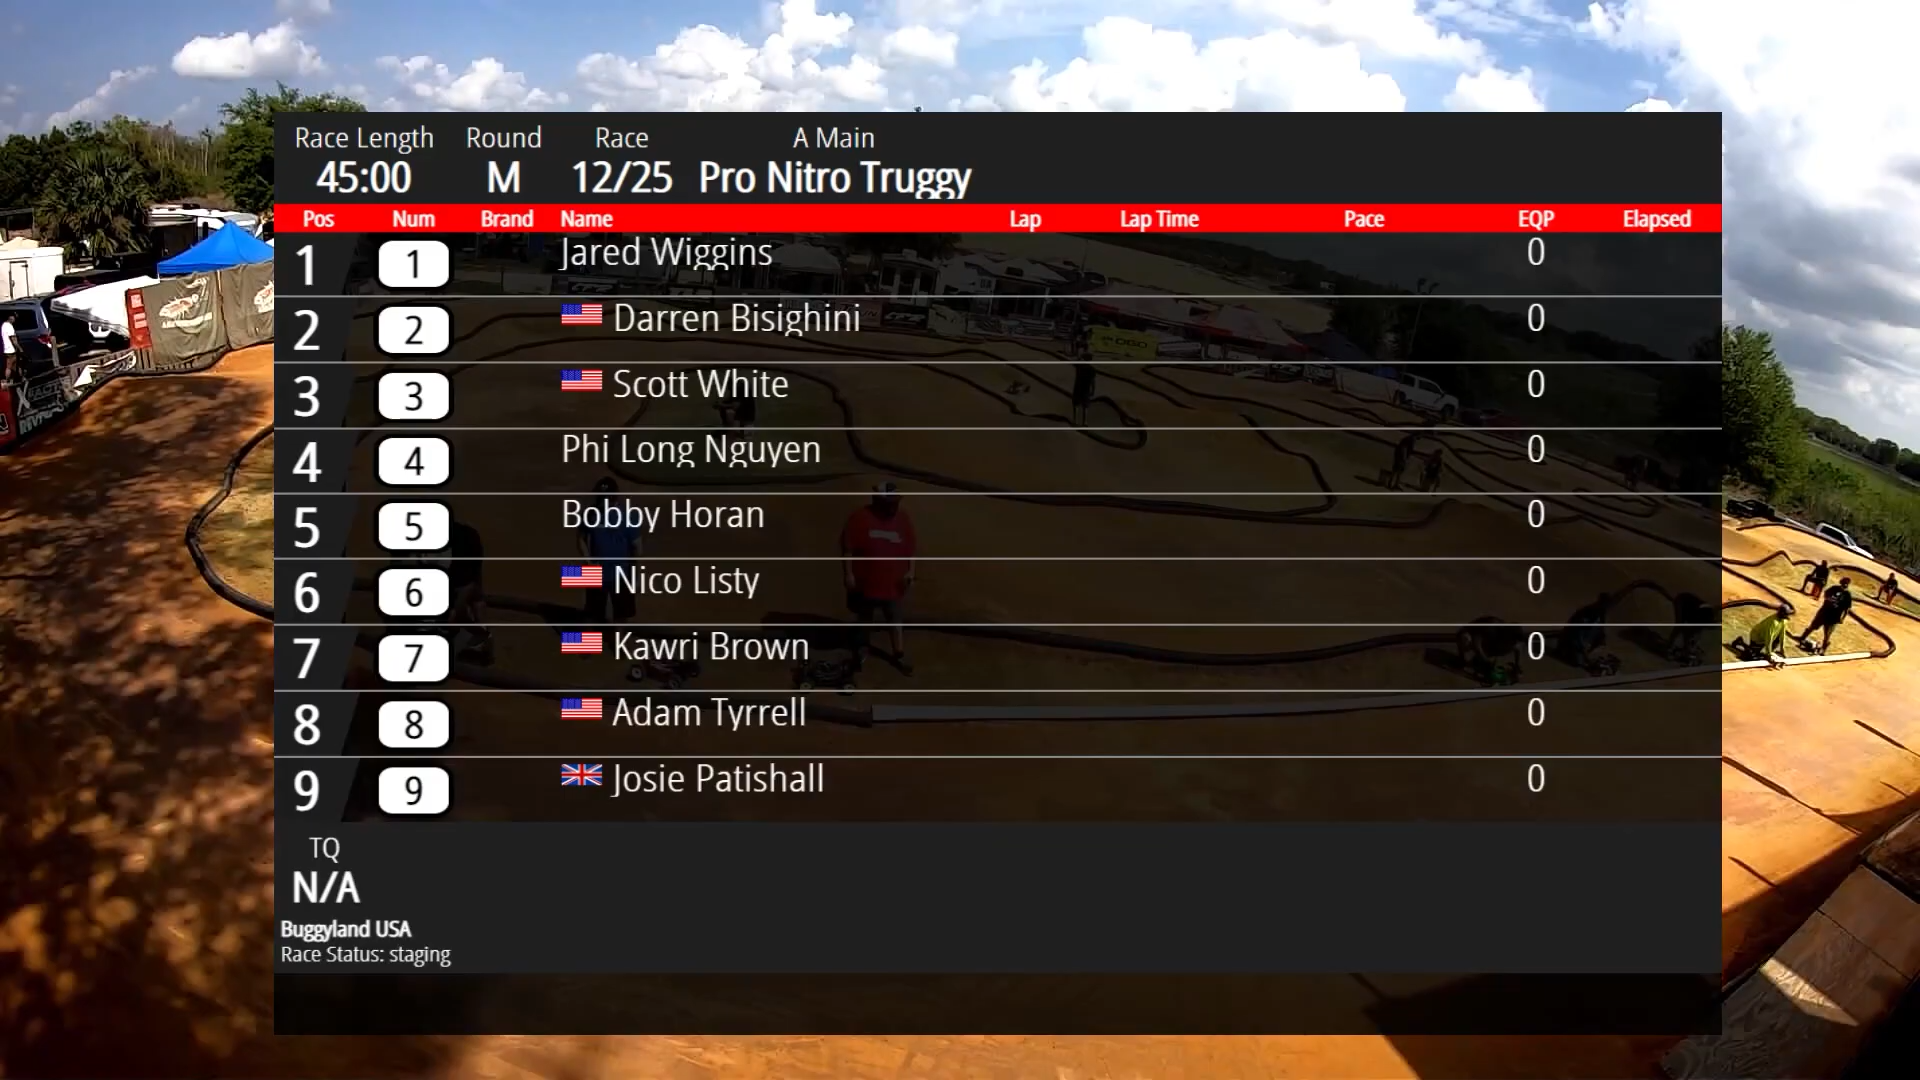 Race Length Round Race A Main
45:00 M 12/25 Pro Nitro Truggy
Pos Num Brand Name Lap Lap Time Pace EQP Elapsed
1 1 Jared Wiggins 0
2 2 Darren Bisighini 0
3 3 Scott White 0
4 4 Phi Long Nguyen 0
5 5 Bobby Horan 0
6 6 Nico Listy 0
7 7 Kawri Brown 0
8 8 Adam Tyrrell 0
9 9 Josie Patishall 0
TQ
N/A
Buggyland USA
Race Status: staging